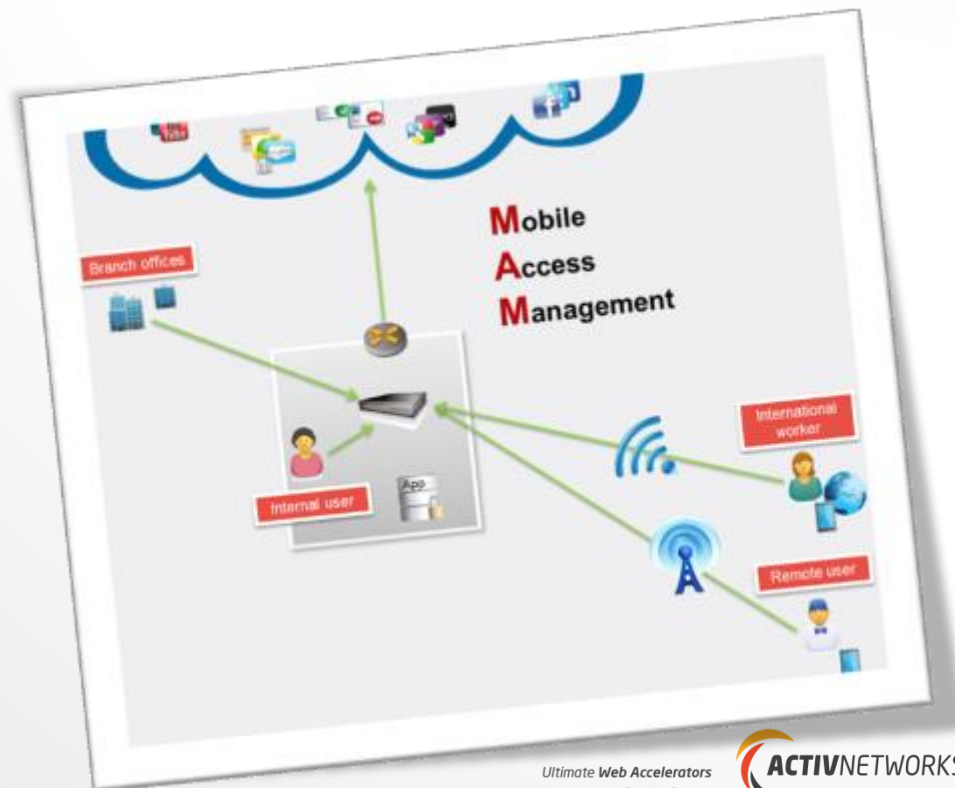 Mobile
Access
Management
Branch offices
International
worker
App
Internal user
Remote user
Ultimate Web Accelerators
ACTIVNETWORKS